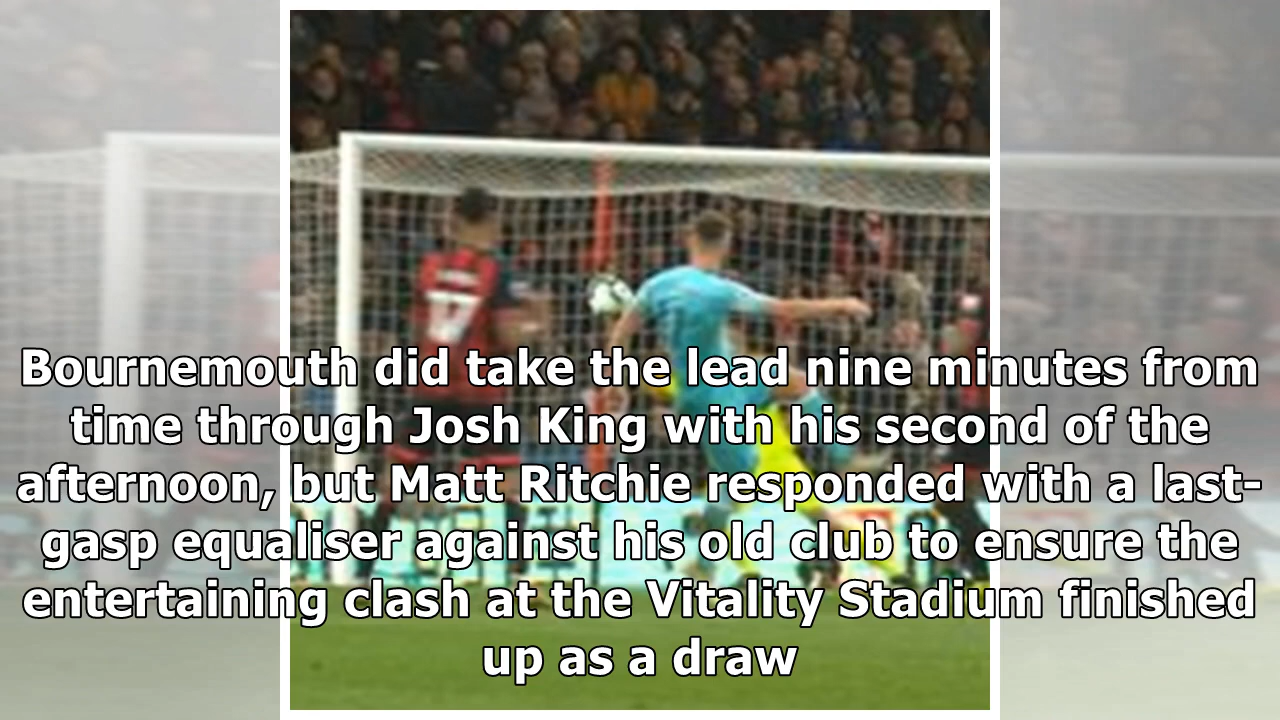 Bournemouth did take the lead nine minutes from
time through Josh King with his second of the
afternoon, but Matt Ritchie responded with a last-
gasp equaliser against his old club to ensure the
entertaining clash at the Vitality Stadium finished
up as a draw